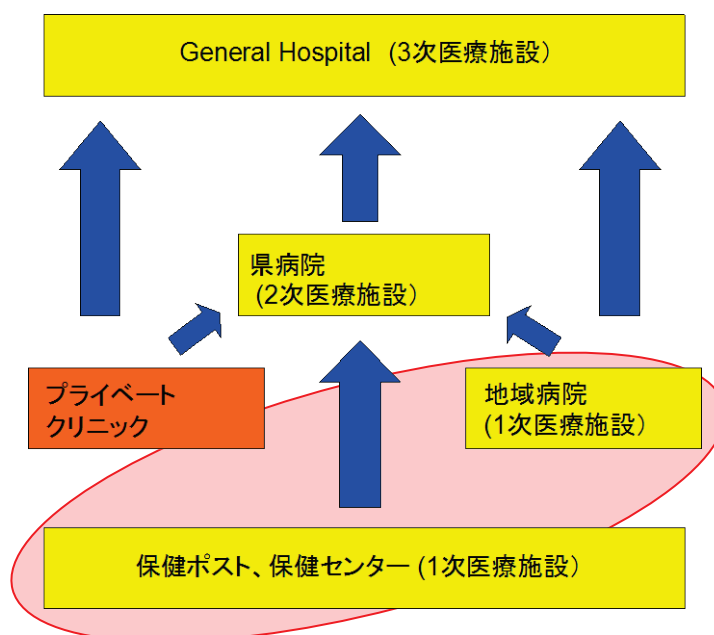 General Hospital (3次医療施設)
県病院
(2次医療施設)
プライベート
クリニック
地域病院
(1次医療施設)
保健ポスト、保健センター (1次医療施設)